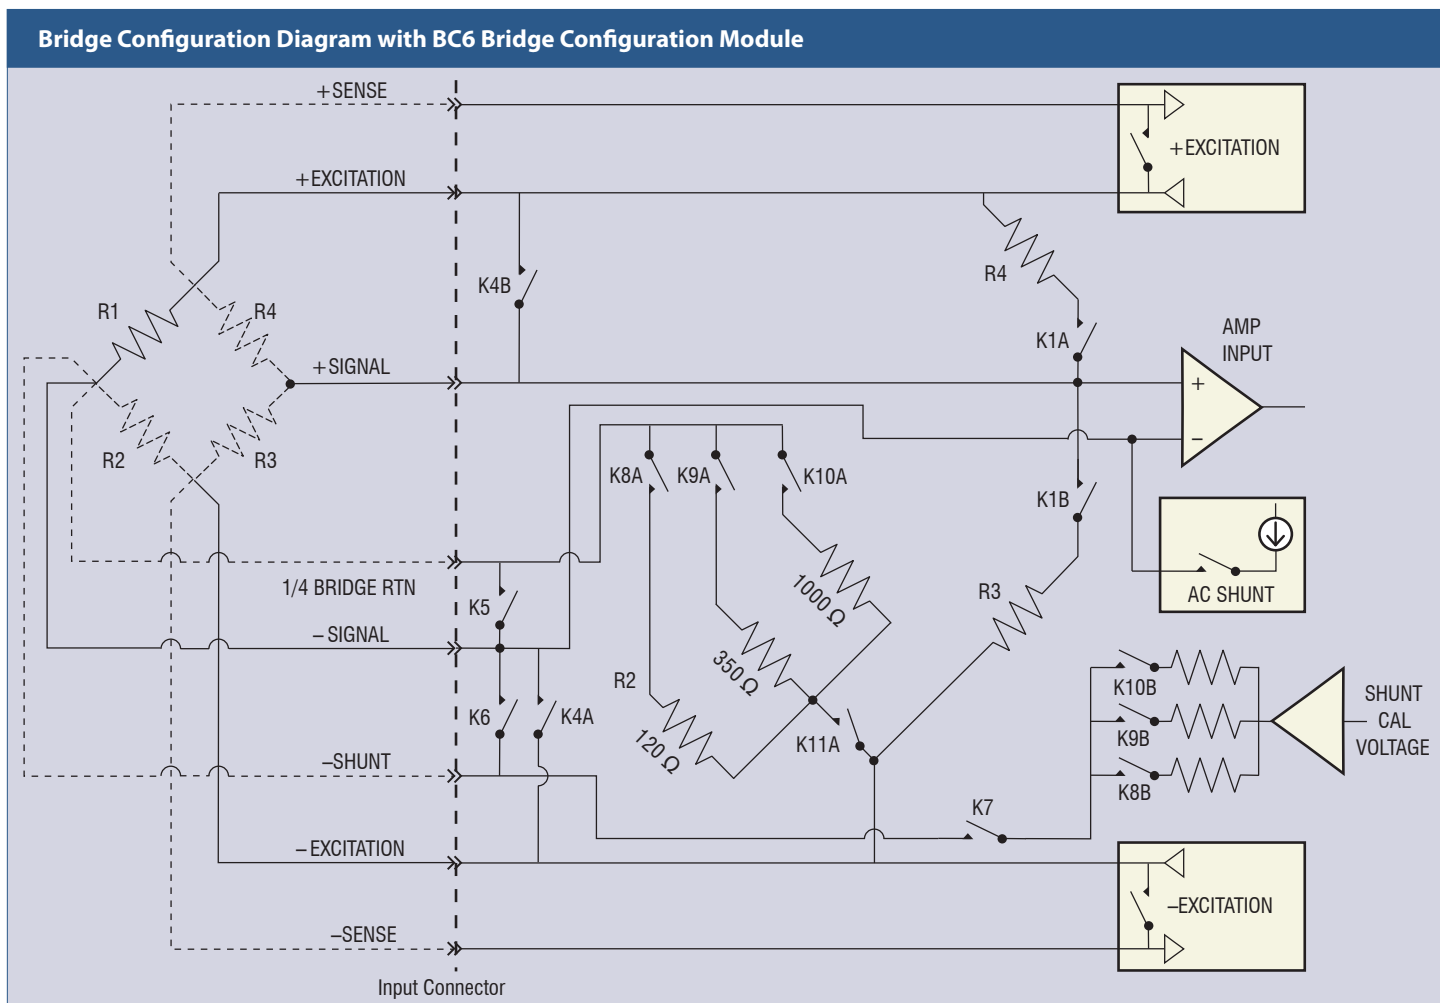 Bridge Configuration Diagram with BC6 Bridge Configuration Module
+SENSE
+EXCITATION
+EXCITATION
K4B
R4
R1
R4
K1A
AMP
INPUT
+SIGNAL
+
–
R2
R3
K8A
K9A
K10A
K1B
1/4 BRIDGE RTN
K5
1000 Ω
R3
AC SHUNT
–SIGNAL
350 Ω
R2
K6
K4A
K11A
120 Ω
K10B
K9B
K8B
SHUNT
CAL
VOLTAGE
–SHUNT
K7
–EXCITATION
–EXCITATION
–SENSE
Input Connector